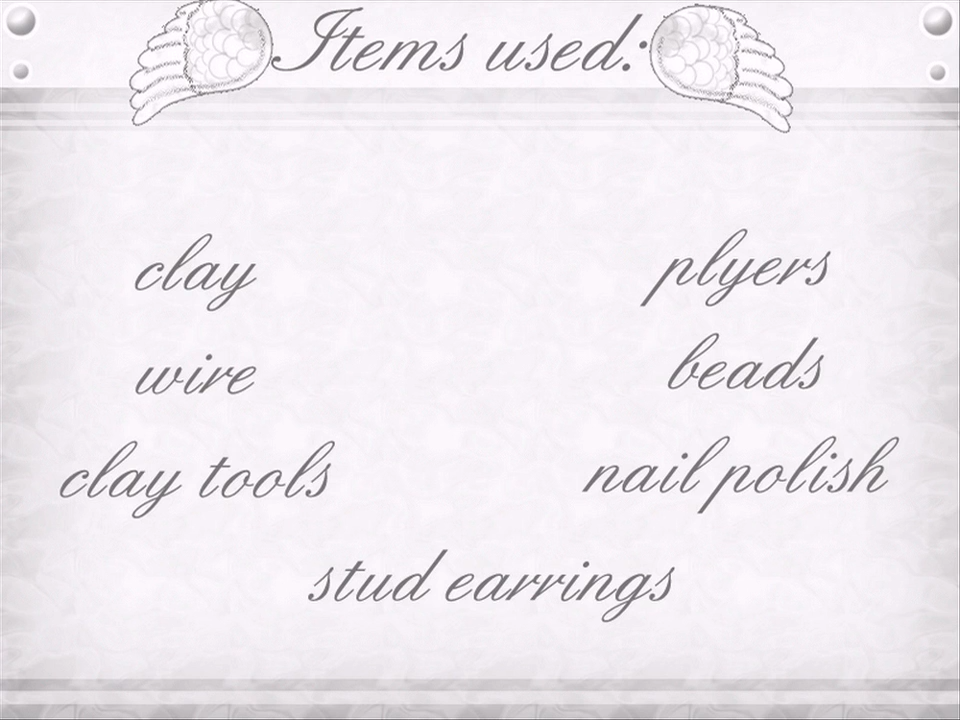 Items used:
clay
plyers
wire
beads
clay tools
nail polish
stud earrings